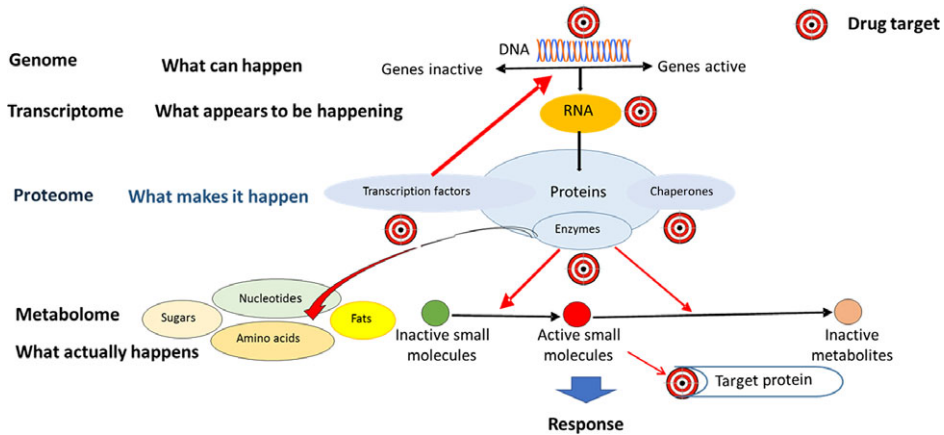 Drug target
DNA
Genome
What can happen
Genes inactive
Genes active
Transcriptome
What appears to be happening
RNA
Proteome
What makes it happen
Transcription factors
Proteins
Chaperones
Enzymes
Nucleotides
Metabolome
Sugars
Fats
Amino acids
Inactive small
molecules
Active small
molecules
Inactive
metabolites
What actually happens
Target protein
Response